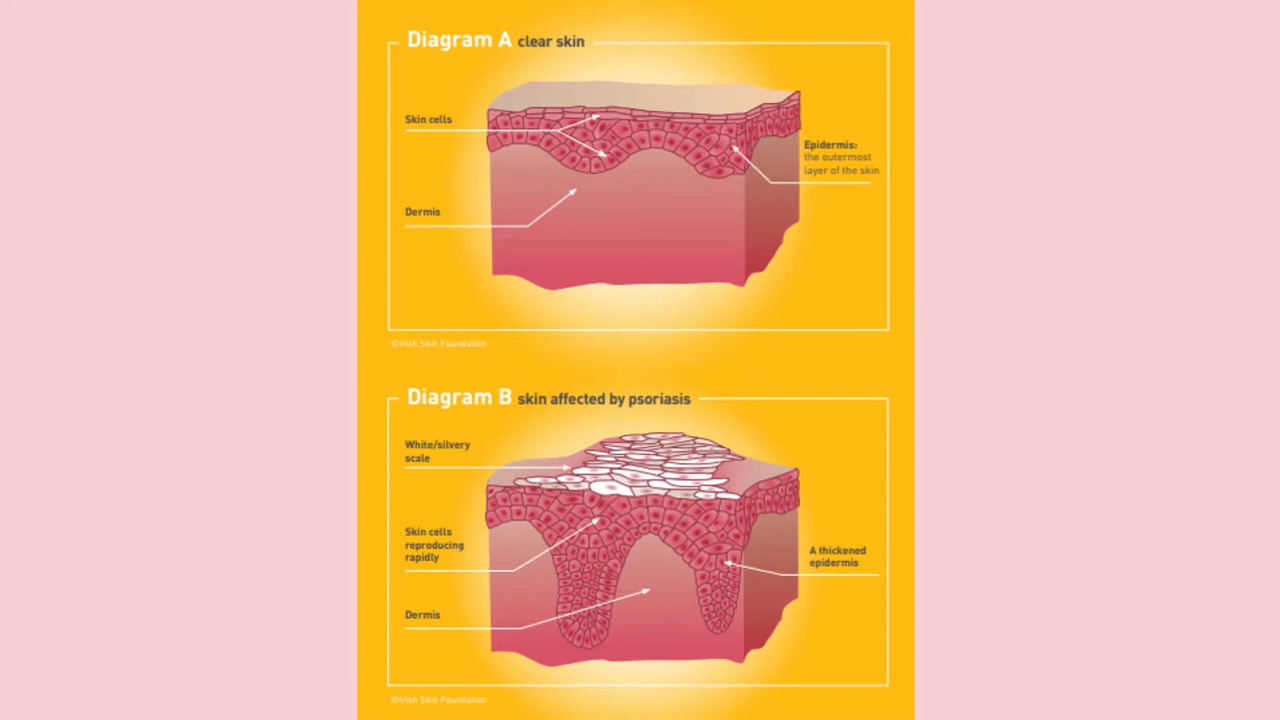 Diagram A clear skin
Skin cells
Epidermis:
the outermost
layer of the skin
Dermis
©Irish Skin Foundation
Diagram B skin affected by psoriasis
White/silvery
scale
Skin cells
reproducing
rapidly
A thickened
epidermis
Dermis
©Irish Skin Foundation